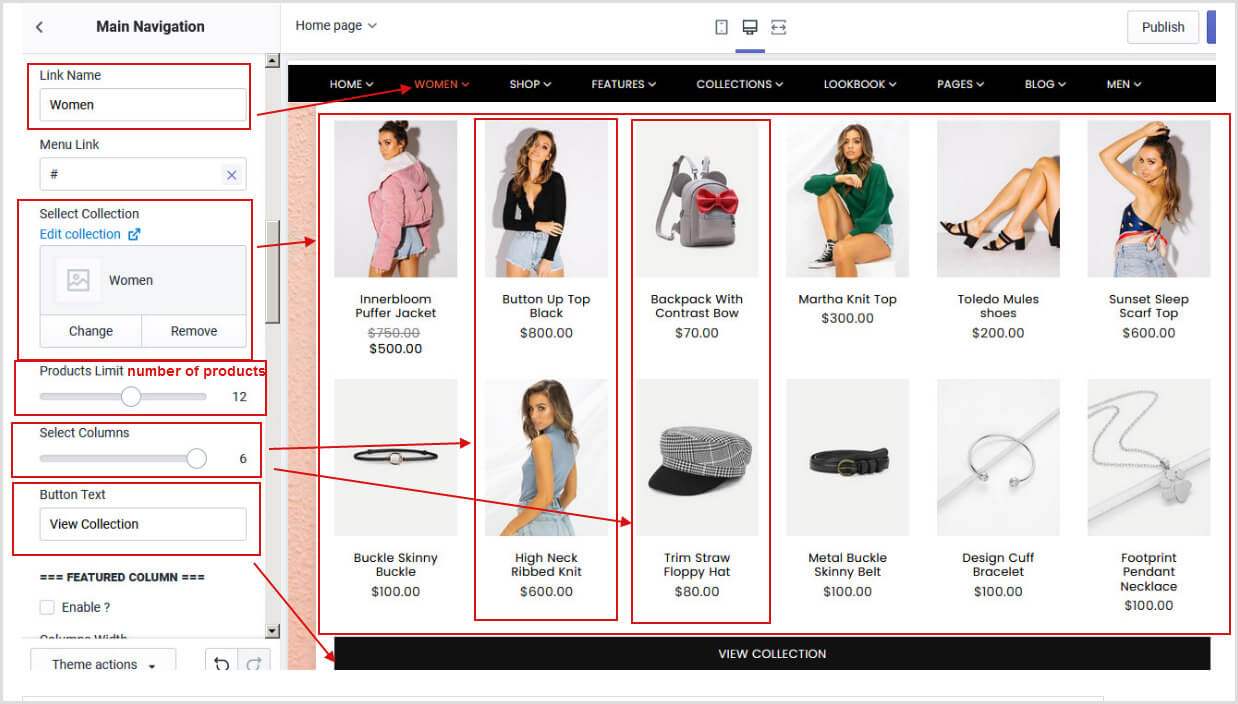 Main Navigation
Home page
Publish
Link Name
Women
Menu Link
#
Sellect Collection
Edit collection
Women
Change
Remove
Products Limit number of products
12
Select Columns
6
Button Text
View Collection
=== FEATURED COLUMN ===
Enable ?
Columns Width
Theme actions
HOME WOMEN SHOP FEATURES COLLECTIONS LOOKBOOK PAGES BLOG MEN
Innerbloom
Puffer Jacket
$750.00
$500.00
Button Up Top
Black
$800.00
Backpack With
Contrast Bow
$70.00
Martha Knit Top
$300.00
Toledo Mules
shoes
$200.00
Sunset Sleep
Scarf Top
$600.00
Buckle Skinny
Buckle
$100.00
High Neck
Ribbed Knit
$600.00
Trim Straw
Floppy Hat
$80.00
Metal Buckle
Skinny Belt
$100.00
Design Cuff
Bracelet
$100.00
Footprint
Pendant
Necklace
$100.00
VIEW COLLECTION